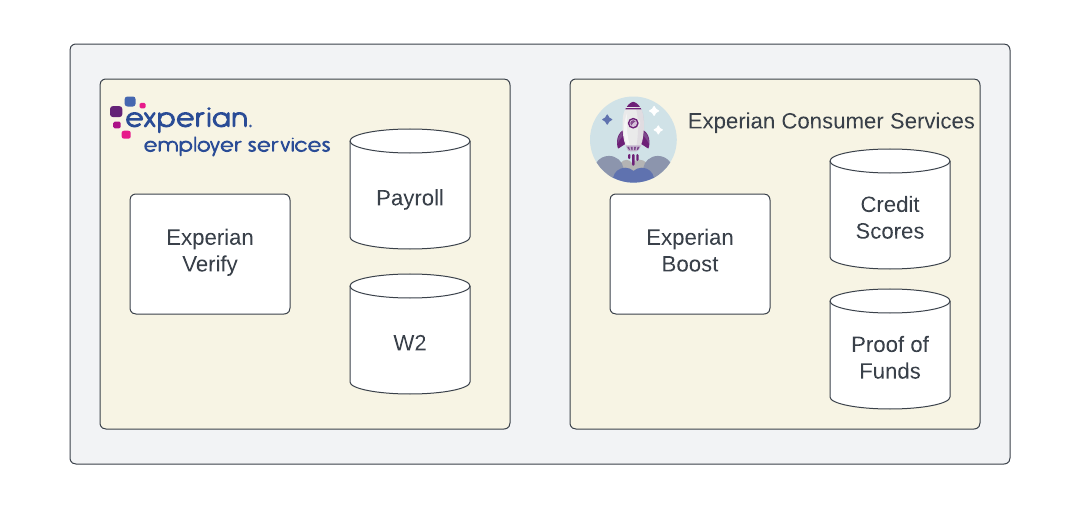 experian.
employer services
Payroll
Experian
Verify
W2
Experian Consumer Services
Credit
Scores
Experian
Boost
Proof of
Funds